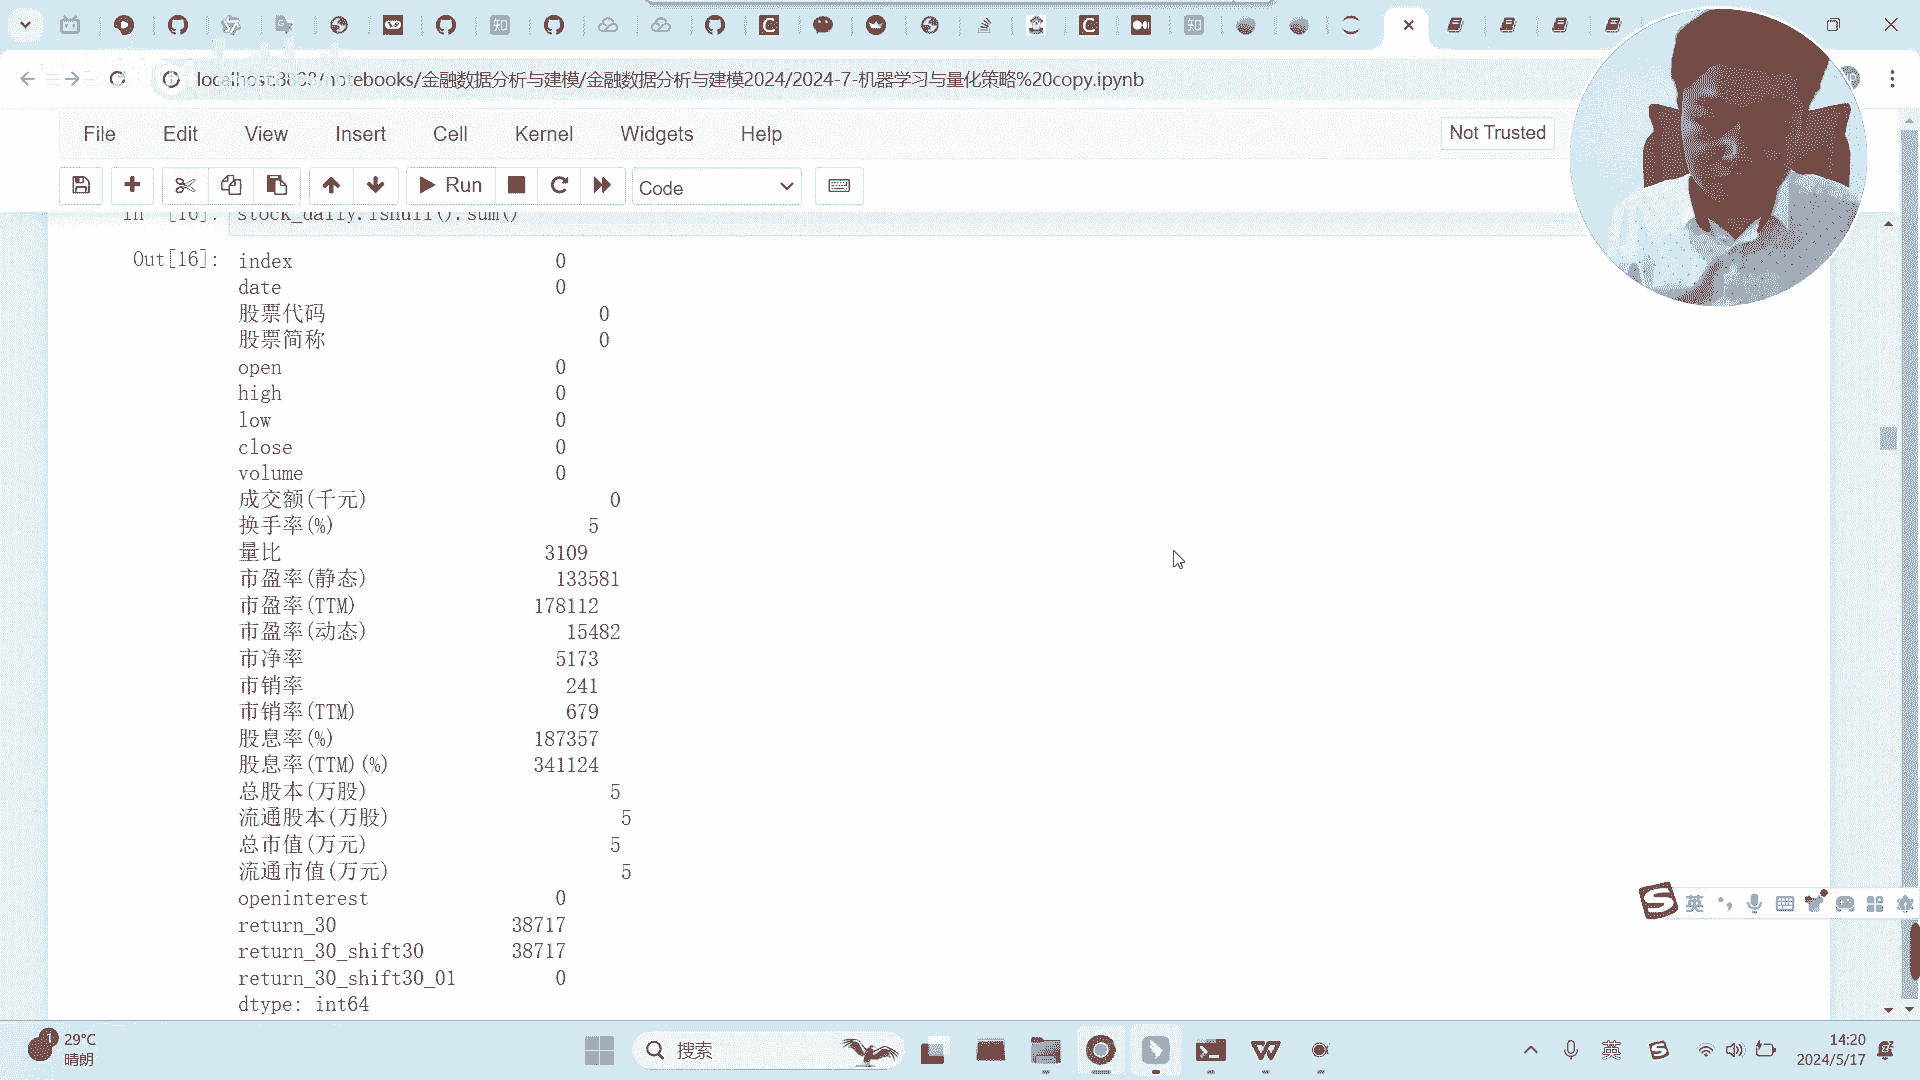 localhost:3888/notebooks/金融数据分析与建模/金融数据分析与建模2024/2024-7-机器学习与量化策略%20copy.ipynb
File Edit View Insert Cell Kernel Widgets Help
Not Trusted
Run
Code
In [16]: stock_daily.isnull().sum()
Out[16]:
index 0
date 0
股票代码 0
股票简称 0
open 0
high 0
low 0
close 0
volume 0
成交额(千元) 0
换手率(%) 5
量比 3109
市盈率(静态) 133581
市盈率(TTM) 178112
市盈率(动态) 15482
市净率 5173
市销率 241
市销率(TTM) 679
股息率(%) 187357
股息率(TTM)(%) 341124
总股本(万股) 5
流通股本(万股) 5
总市值(万元) 5
流通市值(万元) 5
openinterest 0
return_30 38717
return_30_shift30 38717
return_30_shift30_01 0
dtype: int64
英
1
29°C
晴朗
搜索
英
14:20
2024/5/17